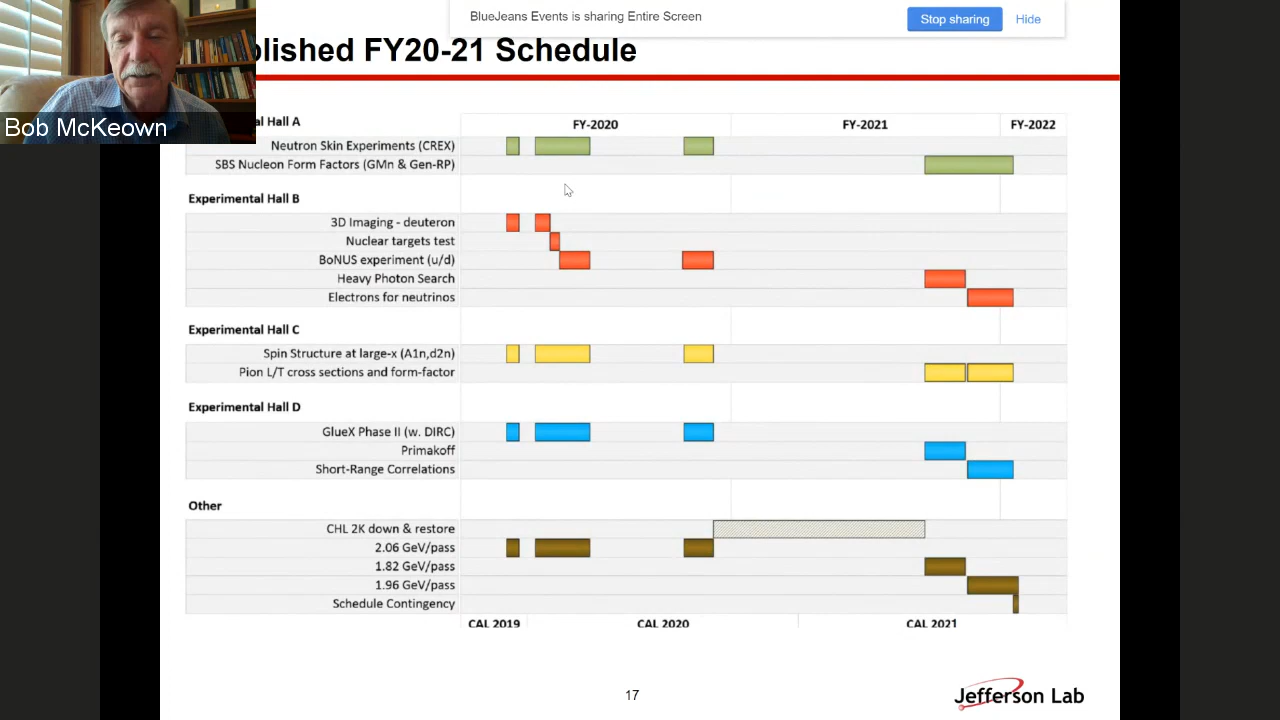 BlueJeans Events is sharing Entire Screen
Stop sharing
Hide
blished FY20-21 Schedule
Bob McKeown
tal Hall A
FY-2020
FY-2021
FY-2022
Neutron Skin Experiments (CREX)
SBS Nucleon Form Factors (GMn & Gen-RP)
Experimental Hall B
3D Imaging - deuteron
Nuclear targets test
BoNUS experiment (u/d)
Heavy Photon Search
Electrons for neutrinos
Experimental Hall C
Spin Structure at large-x (A1n,d2n)
Pion L/T cross sections and form-factor
Experimental Hall D
GlueX Phase II (w. DIRC)
Primakoff
Short-Range Correlations
Other
CHL 2K down & restore
2.06 GeV/pass
1.82 GeV/pass
1.96 GeV/pass
Schedule Contingency
CAL 2019
CAL 2020
CAL 2021
17
Jefferson Lab